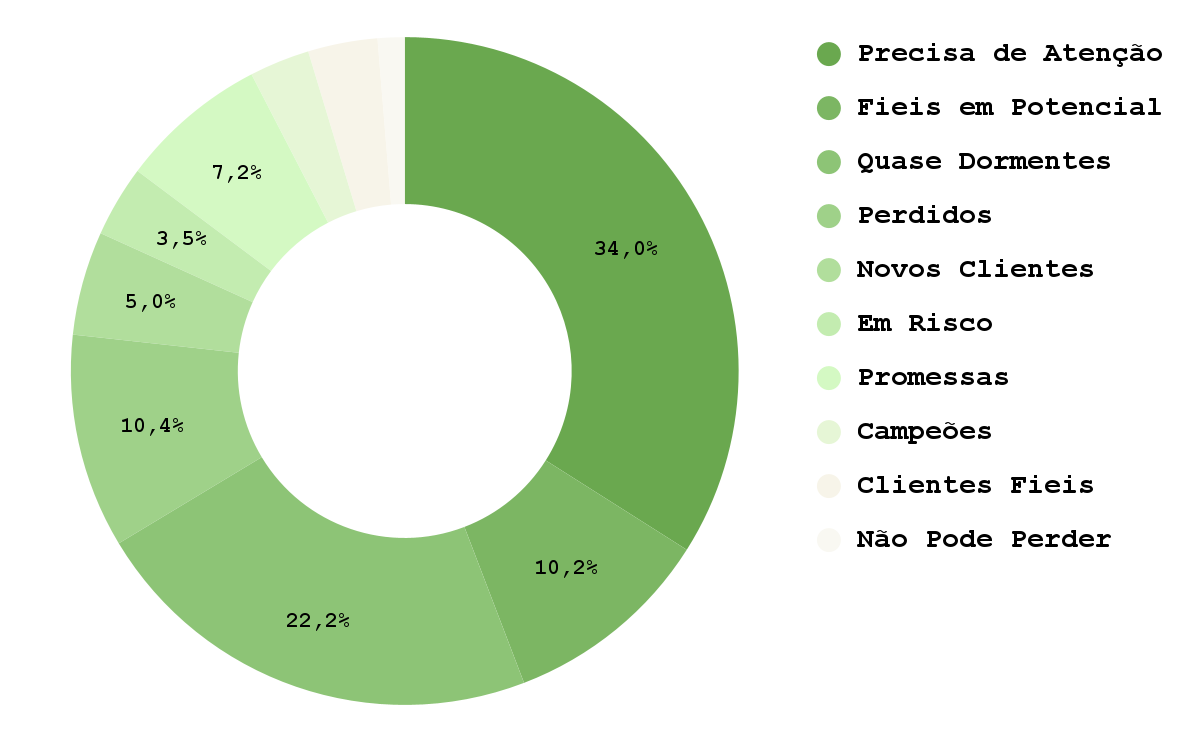 Precisa de Atenção
Fieis em Potencial
Quase Dormentes
Perdidos
Novos Clientes
Em Risco
Promessas
Campeões
Clientes Fieis
Não Pode Perder
34,0%
10,2%
22,2%
10,4%
5,0%
3,5%
7,2%